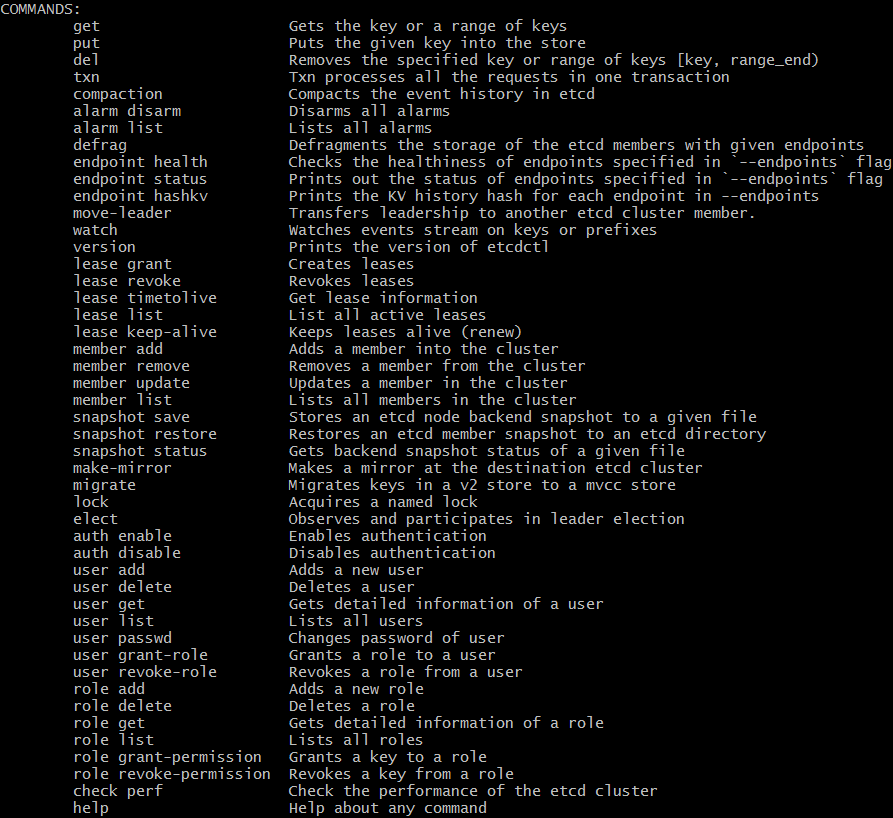 COMMANDS:
get Gets the key or a range of keys
put Puts the given key into the store
del Removes the specified key or range of keys [key, range_end)
txn Txn processes all the requests in one transaction
compaction Compacts the event history in etcd
alarm disarm Disarms all alarms
alarm list Lists all alarms
defrag Defragments the storage of the etcd members with given endpoints
endpoint health Checks the healthiness of endpoints specified in `--endpoints` flag
endpoint status Prints out the status of endpoints specified in `--endpoints` flag
endpoint hashkv Prints the KV history hash for each endpoint in --endpoints
move-leader Transfers leadership to another etcd cluster member.
watch Watches events stream on keys or prefixes
version Prints the version of etcdctl
lease grant Creates leases
lease revoke Revokes leases
lease timetolive Get lease information
lease list List all active leases
lease keep-alive Keeps leases alive (renew)
member add Adds a member into the cluster
member remove Removes a member from the cluster
member update Updates a member in the cluster
member list Lists all members in the cluster
snapshot save Stores an etcd node backend snapshot to a given file
snapshot restore Restores an etcd member snapshot to an etcd directory
snapshot status Gets backend snapshot status of a given file
make-mirror Makes a mirror at the destination etcd cluster
migrate Migrates keys in a v2 store to a mvcc store
lock Acquires a named lock
elect Observes and participates in leader election
auth enable Enables authentication
auth disable Disables authentication
user add Adds a new user
user delete Deletes a user
user get Gets detailed information of a user
user list Lists all users
user passwd Changes password of user
user grant-role Grants a role to a user
user revoke-role Revokes a role from a user
role add Adds a new role
role delete Deletes a role
role get Gets detailed information of a role
role list Lists all roles
role grant-permission Grants a key to a role
role revoke-permission Revokes a key from a role
check perf Check the performance of the etcd cluster
help Help about any command